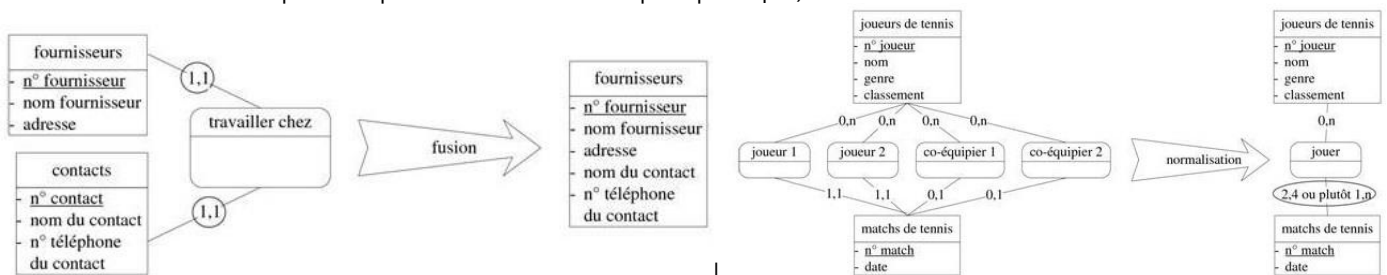 fournisseurs
- n° fournisseur
- nom fournisseur
- adresse
1,1
travailler chez
contacts
- n° contact
- nom du contact
- n° téléphone
du contact
1,1
fusion
fournisseurs
- n° fournisseur
- nom fournisseur
- adresse
- nom du contact
- n° téléphone
du contact
joueurs de tennis
- n° joueur
- nom
- genre
- classement
0,n 0,n 0,n 0,n
joueur 1 joueur 2 co-équipier 1 co-équipier 2
1,1 1,1 0,1 0,1
matchs de tennis
- n° match
- date
normalisation
joueurs de tennis
- n° joueur
- nom
- genre
- classement
0,n
jouer
2,4 ou plutôt 1,n
matchs de tennis
- n° match
- date